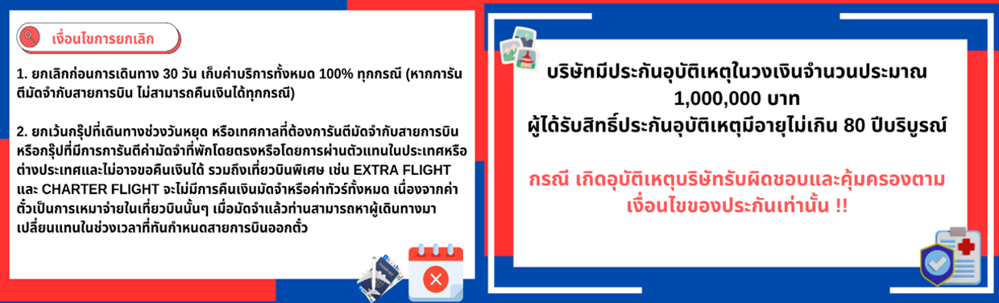 เงื่อนไขการยกเลิก
1. ยกเลิกก่อนการเดินทาง 30 วัน เก็บค่าบริการทั้งหมด 100% ทุกกรณี (หากการัน
ตีมัดจำกับสายการบิน ไม่สามารถคืนเงินได้ทุกกรณี)
2. ยกเว้นกรุ๊ปที่เดินทางช่วงวันหยุด หรือเทศกาลที่ต้องการันตีมัดจำกับสายการบิน
หรือกรุ๊ปที่มีการการันตีค่ามัดจำที่พักโดยตรงหรือโดยการผ่านตัวแทนในประเทศหรือ
ต่างประเทศและไม่อาจขอคืนเงินได้ รวมถึงเที่ยวบินพิเศษ เช่น EXTRA FLIGHT
และ CHARTER FLIGHT จะไม่มีการคืนเงินมัดจำหรือค่าทัวร์ทั้งหมด เนื่องจากค่า
ตั๋วเป็นการเหมาจ่ายในเที่ยวบินนั้นๆ เมื่อมัดจำแล้วท่านสามารถหาผู้เดินทางมา
เปลี่ยนแทนในช่วงเวลาที่ทันกำหนดสายการบินออกตั๋ว
PASSPORT
บริษัทมีประกันอุบัติเหตุในวงเงินจำนวนประมาณ
1,000,000 บาท
ผู้ได้รับสิทธิ์ประกันอุบัติเหตุมีอายุไม่เกิน 80 ปีบริบูรณ์
กรณี เกิดอุบัติเหตุบริษัทรับผิดชอบและคุ้มครองตาม
เงื่อนไขของประกันเท่านั้น !!